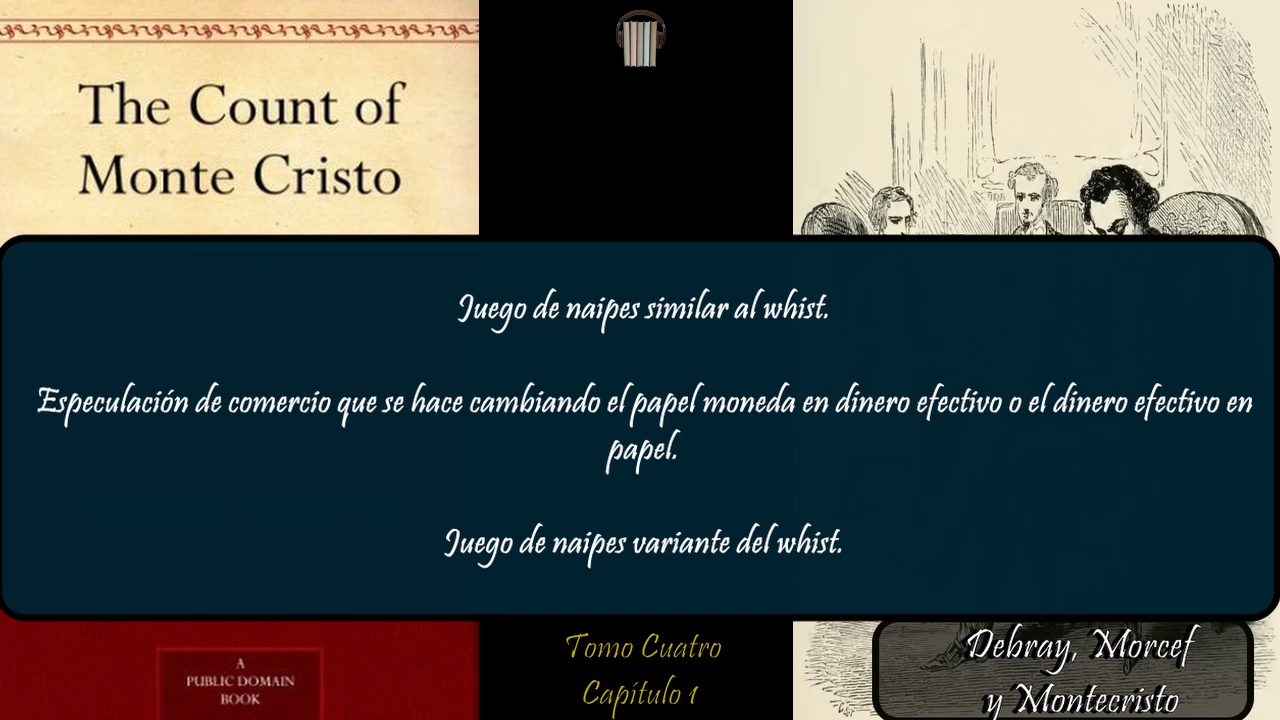 The Count of
Monte Cristo
Juego de naipes similar al whist.
Especulación de comercio que se hace cambiando el papel moneda en dinero efectivo o el dinero efectivo en
papel.
Juego de naipes variante del whist.
A
PUBLIC DOMAIN
BOOK
Tomo Cuatro
Capítulo 1
Debray, Morcef
y Montecristo